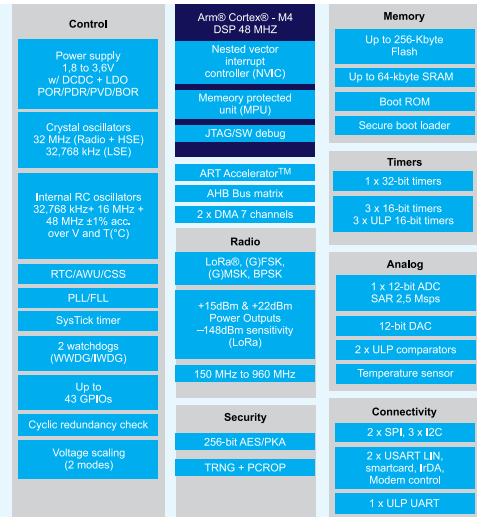 Control
Power supply
1,8 to 3,6V
w/ DCDC + LDO
POR/PDR/PVD/BOR
Crystal oscillators
32 MHz (Radio + HSE)
32,768 kHz (LSE)
Internal RC oscillators
32,768 kHz+ 16 MHz +
48 MHz ±1% acc.
over V and T(°C)
RTC/AWU/CSS
PLL/FLL
SysTick timer
2 watchdogs
(WWDG/IWDG)
Up to
43 GPIOs
Cyclic redundancy check
Voltage scaling
(2 modes)
Arm® Cortex® - M4
DSP 48 MHZ
Nested vector
interrupt
controller (NVIC)
Memeory protected
unit (MPU)
JTAG/SW debug
ART Accelerator™
AHB Bus matrix
2 x DMA 7 channels
Radio
LoRa®, (G)FSK,
(G)MSK, BPSK
+15dBm & +22dBm
Power Outputs
–148dBm sensitivity
(LoRa)
150 MHz to 960 MHz
Security
256-bit AES/PKA
TRNG + PCROP
Memory
Up to 256-Kbyte
Flash
Up to 64-kbyte SRAM
Boot ROM
Secure boot loader
Timers
1 x 32-bit timers
3 x 16-bit timers
3 x ULP 16-bit timers
Analog
1 x 12-bit ADC
SAR 2,5 Msps
12-bit DAC
2 x ULP comparators
Temperature sensor
Connectivity
2 x SPI, 3 x I2C
2 x USART LIN,
smartcard, IrDA,
Modem control
1 x ULP UART